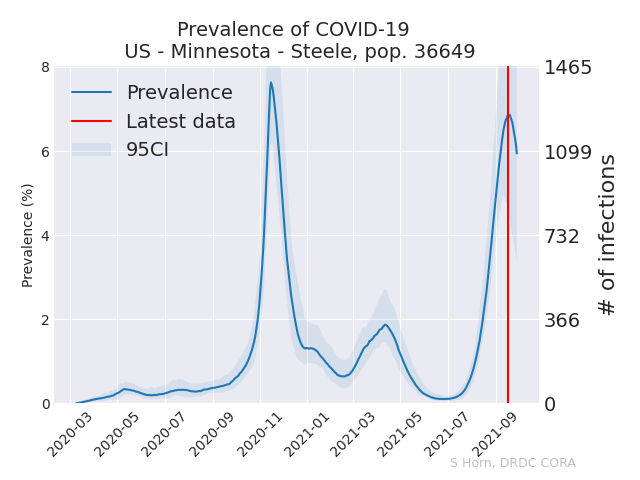 Prevalence of COVID-19
US - Minnesota - Steele, pop. 36649
Prevalence
Latest data
95CI
8
6
4
2
0
Prevalence (%)
1465
1099
732
366
0
# of infections
2020-03
2020-05
2020-07
2020-09
2020-11
2021-01
2021-03
2021-05
2021-07
2021-09
S Horn, DRDC CORA